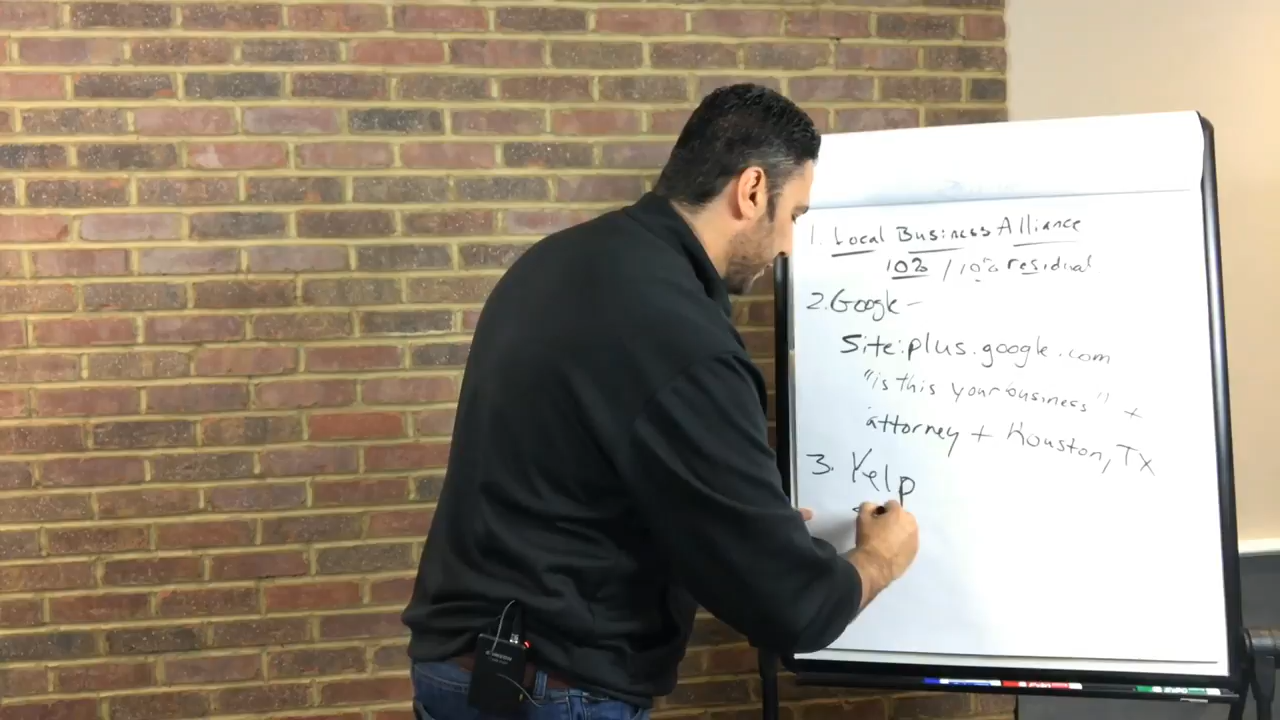 1. Local Business Alliance
10% / 10% residual
2. Google -
Site:plus.google.com
"is this your business" +
attorney + Houston, TX
3. Yelp